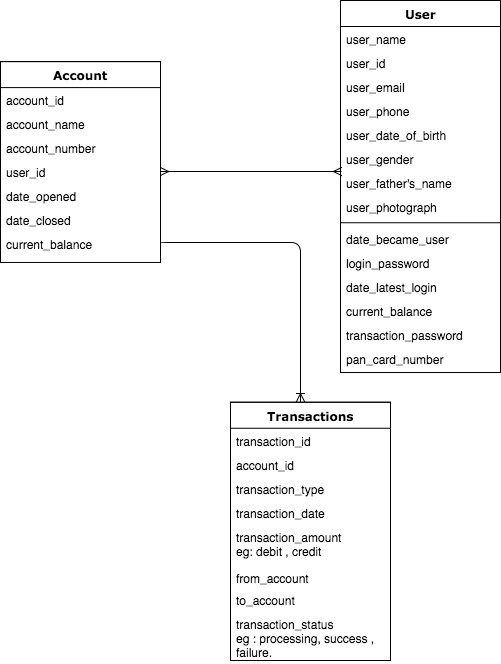 Account
account_id
account_name
account_number
user_id
date_opened
date_closed
current_balance
User
user_name
user_id
user_email
user_phone
user_date_of_birth
user_gender
user_father's_name
user_photograph
date_became_user
login_password
date_latest_login
current_balance
transaction_password
pan_card_number
Transactions
transaction_id
account_id
transaction_type
transaction_date
transaction_amount
eg: debit , credit
from_account
to_account
transaction_status
eg : processing, success ,
failure.